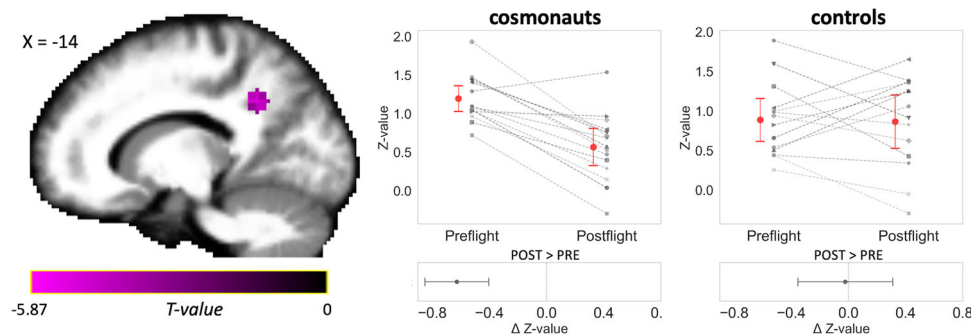 X = -14
-5.87
T-value
0
cosmonauts
2.0
1.5
1.0
0.5
0.0
Z-value
Preflight Postflight
POST > PRE
−0.8 −0.4 0.0 0.4 0.
Δ Z-value
controls
2.0
1.5
1.0
0.5
0.0
Z-value
Preflight Postflight
POST > PRE
−0.8 −0.4 0.0 0.4 0.8
Δ Z-value